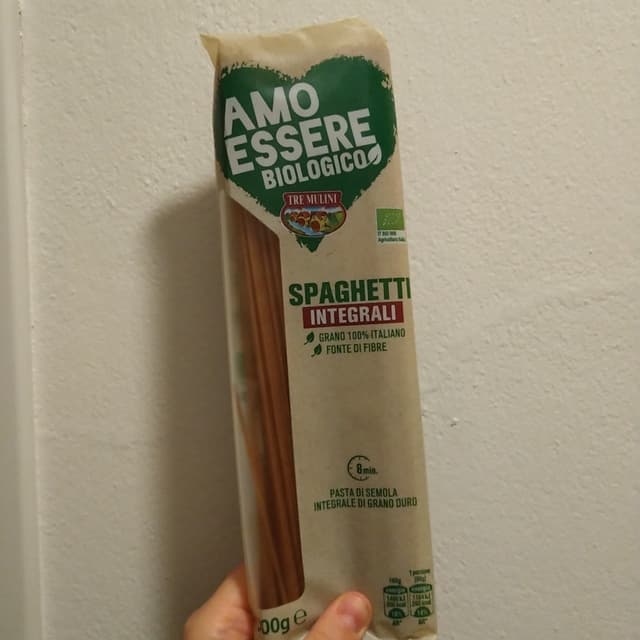 AMO
ESSERE
BIOLOGICO
TRE MULINI
SPAGHETTI
INTEGRALI
GRANO 100% ITALIANO
FONTE DI FIBRE
8 min.
PASTA DI SEMOLA
INTEGRALE DI GRANO DURO
00g e